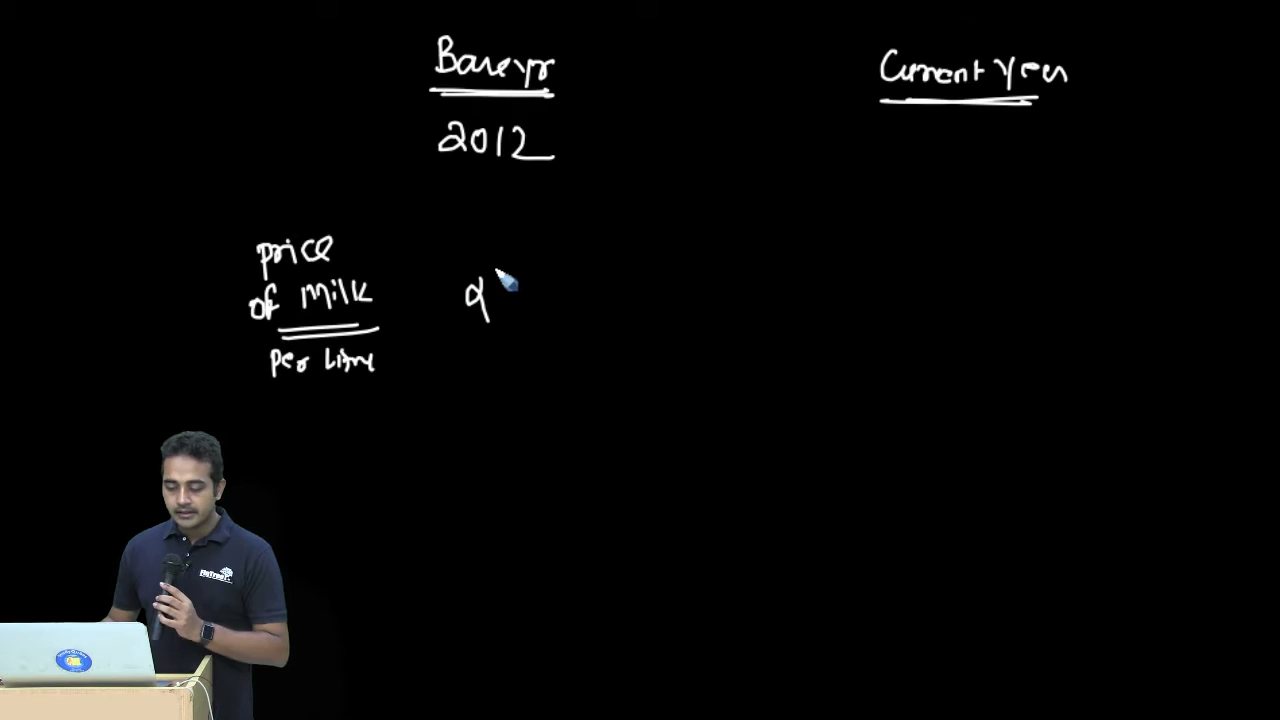 Base yr
Current Year
2012
price
of Milk
per Litre